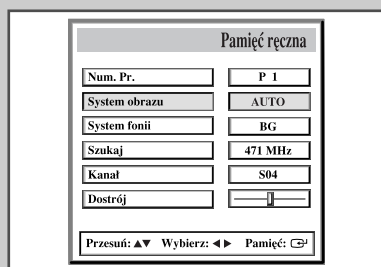 Pamięć ręczna
Num. Pr. P 1
System obrazu AUTO
System fonii BG
Szukaj 471 MHz
Kanał S04
Dostrój
Przesuń: ▲▼ Wybierz: ◀ ▶ Pamięć: